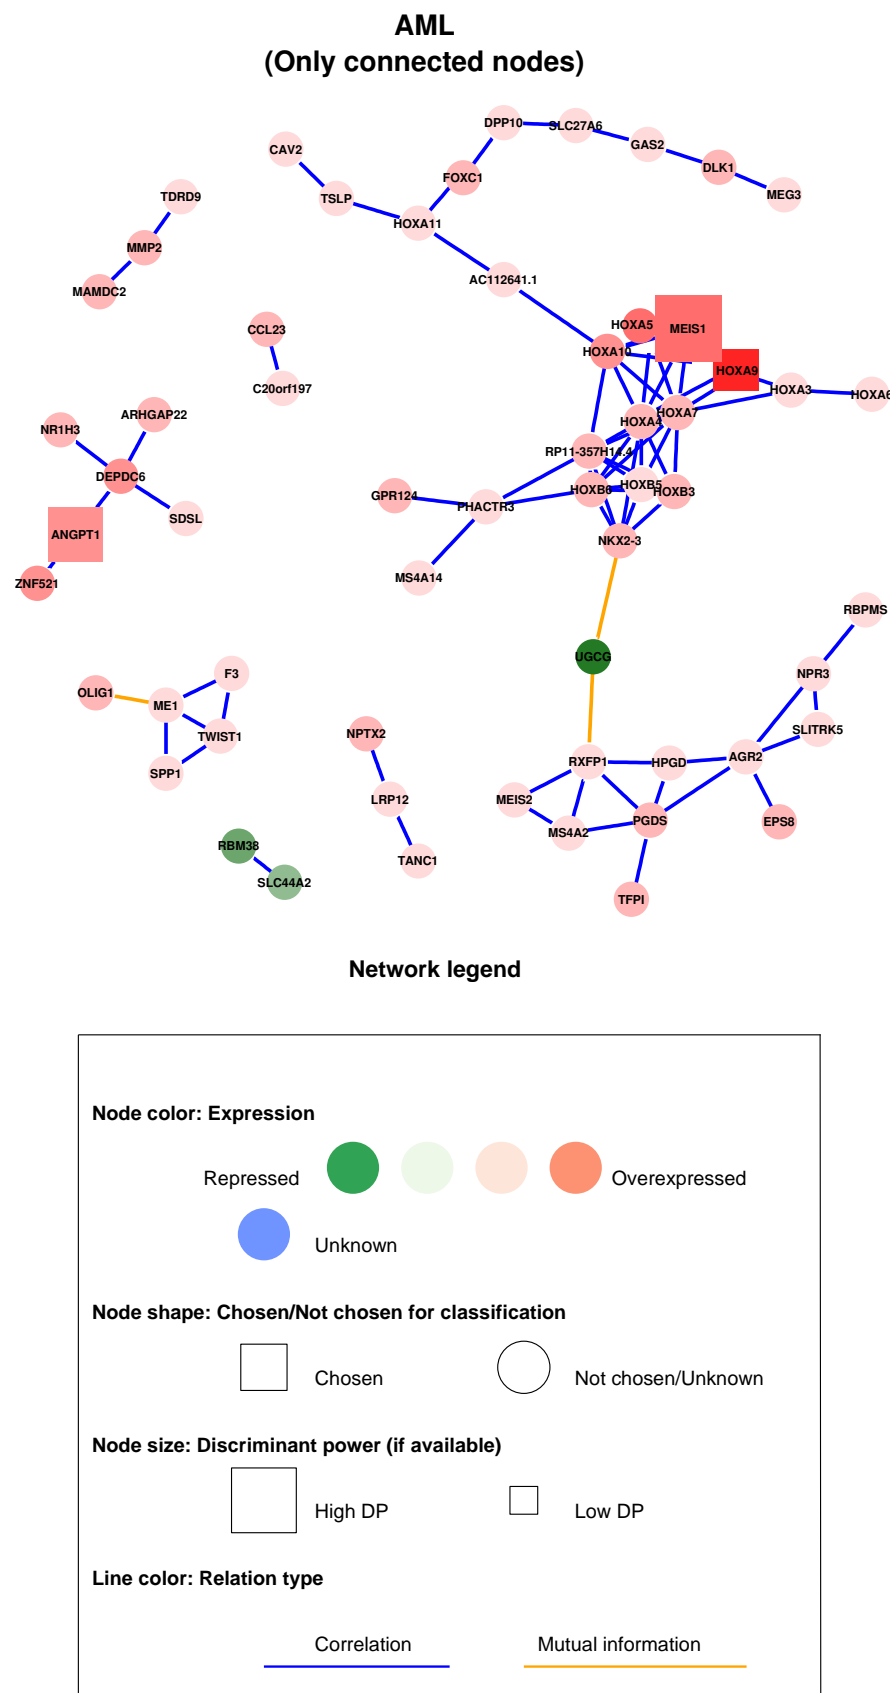 AML
(Only connected nodes)
DPP10
SLC27A6
GAS2
CAV2
DLK1
FOXC1
MEG3
TDRD9
TSLP
HOXA11
MMP2
AC112641.1
MAMDC2
CCL23
HOXA5
MEIS1
HOXA10
HOXA9
C20orf197
HOXA3
HOXA6
ARHGAP22
HOXA7
NR1H3
HOXA4
RP11-357H14.4
DEPDC6
HOXB5
HOXB6
HOXB3
GPR124
PHACTR3
SDSL
ANGPT1
NKX2-3
MS4A14
ZNF521
RBPMS
UGCG
F3
NPR3
OLIG1
ME1
TWIST1
NPTX2
SLITRK5
RXFP1
HPGD
AGR2
SPP1
LRP12
MEIS2
PGDS
EPS8
MS4A2
RBM38
TANC1
SLC44A2
TFPI
Network legend
Node color: Expression
Repressed
Overexpressed
Unknown
Node shape: Chosen/Not chosen for classification
Chosen
Not chosen/Unknown
Node size: Discriminant power (if available)
High DP
Low DP
Line color: Relation type
Correlation
Mutual information